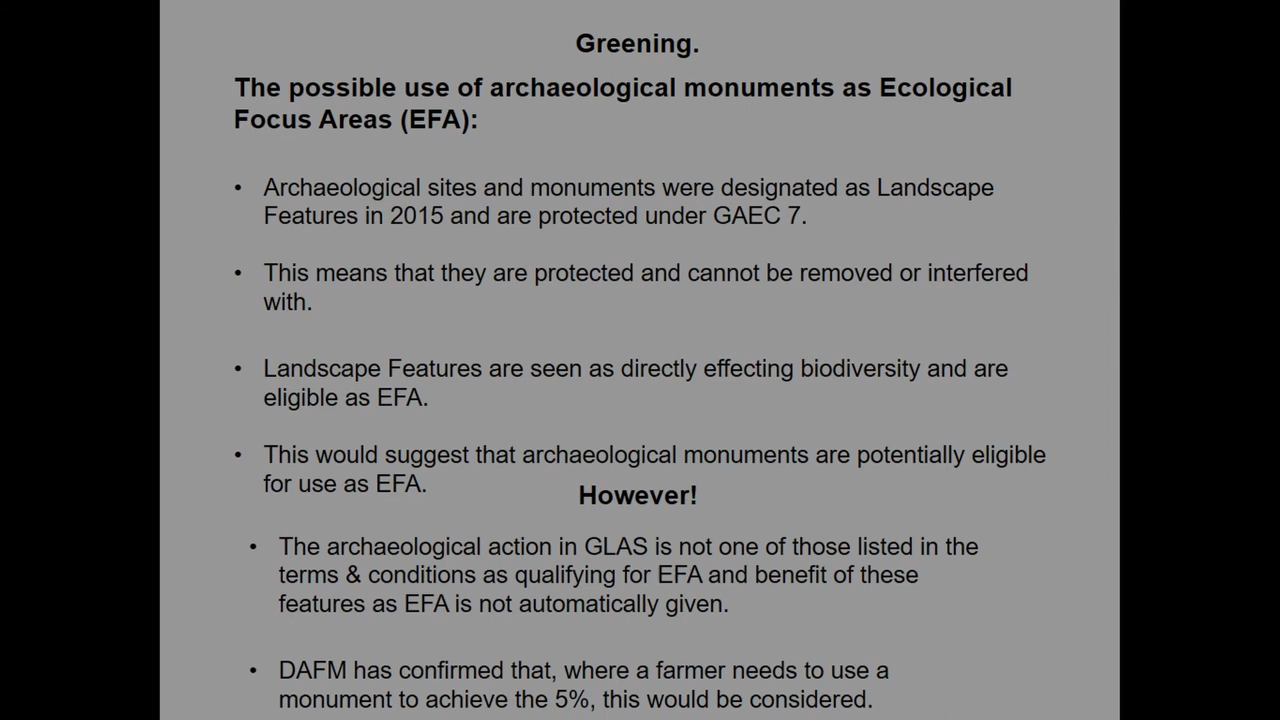 Greening.
The possible use of archaeological monuments as Ecological
Focus Areas (EFA):
• Archaeological sites and monuments were designated as Landscape
Features in 2015 and are protected under GAEC 7.
• This means that they are protected and cannot be removed or interfered
with.
• Landscape Features are seen as directly effecting biodiversity and are
eligible as EFA.
• This would suggest that archaeological monuments are potentially eligible
for use as EFA.
However!
• The archaeological action in GLAS is not one of those listed in the
terms & conditions as qualifying for EFA and benefit of these
features as EFA is not automatically given.
• DAFM has confirmed that, where a farmer needs to use a
monument to achieve the 5%, this would be considered.